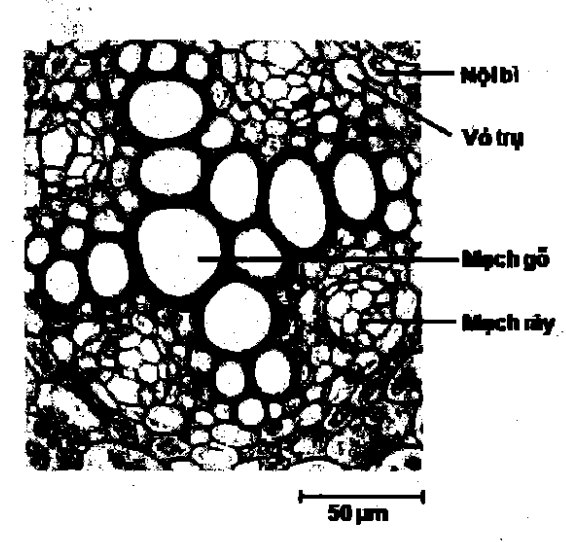 Nội bì
Vỏ trụ
Mạch gỗ
Mạch rây
50 µm